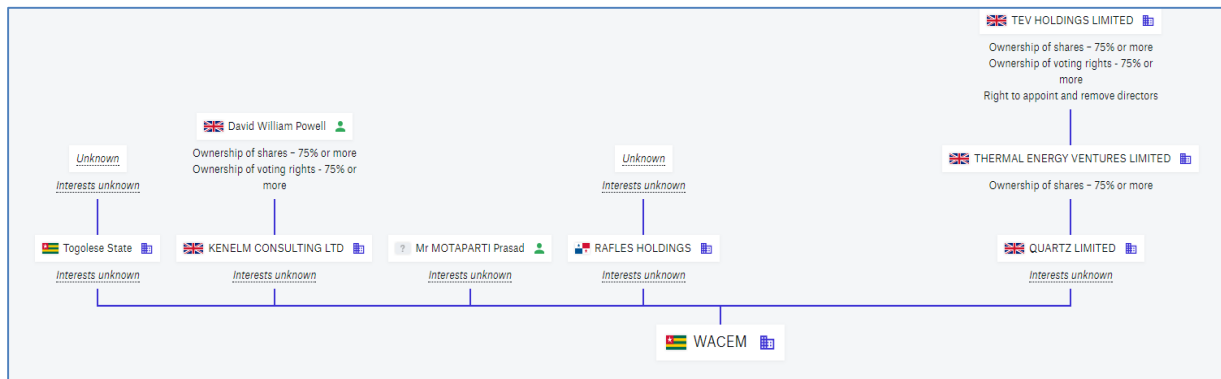 TEV HOLDINGS LIMITED
Ownership of shares – 75% or more
Ownership of voting rights - 75% or
more
Right to appoint and remove directors
David William Powell
Ownership of shares – 75% or more
Ownership of voting rights - 75% or
more
Unknown
Interests unknown
Unknown
Interests unknown
THERMAL ENERGY VENTURES LIMITED
Ownership of shares – 75% or more
Togolese State
Interests unknown
KENELM CONSULTING LTD
Interests unknown
? Mr MOTAPARTI Prasad
Interests unknown
RAFLES HOLDINGS
Interests unknown
QUARTZ LIMITED
Interests unknown
WACEM